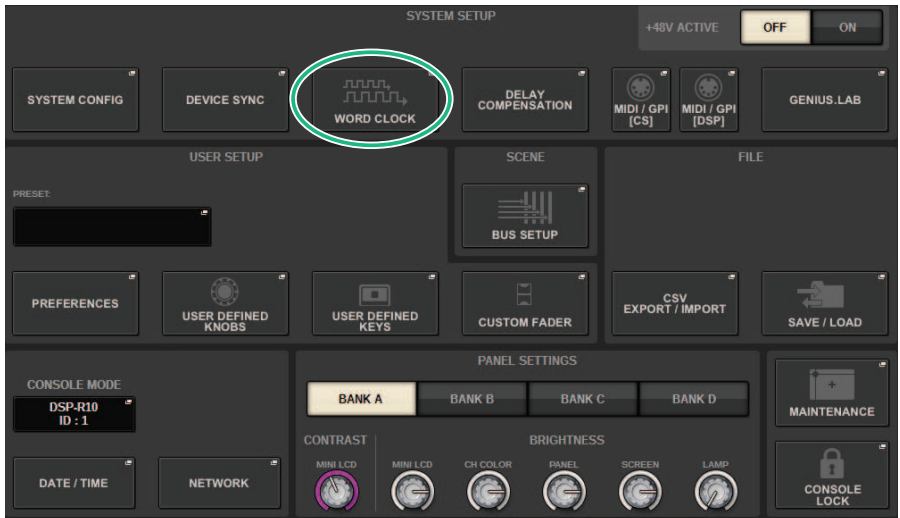 SYSTEM SETUP
+48V ACTIVE
OFF
ON
SYSTEM CONFIG
DEVICE SYNC
WORD CLOCK
DELAY
COMPENSATION
MIDI / GPI
[CS]
MIDI / GPI
[DSP]
GENIUS.LAB
USER SETUP
SCENE
FILE
PRESET:
BUS SETUP
PREFERENCES
USER DEFINED
KNOBS
USER DEFINED
KEYS
CUSTOM FADER
CSV
EXPORT / IMPORT
SAVE / LOAD
CONSOLE MODE
DSP-R10
ID : 1
DATE / TIME
NETWORK
PANEL SETTINGS
BANK A
BANK B
BANK C
BANK D
CONTRAST
BRIGHTNESS
MINI LCD
MINI LCD
CH COLOR
PANEL
SCREEN
LAMP
MAINTENANCE
CONSOLE
LOCK